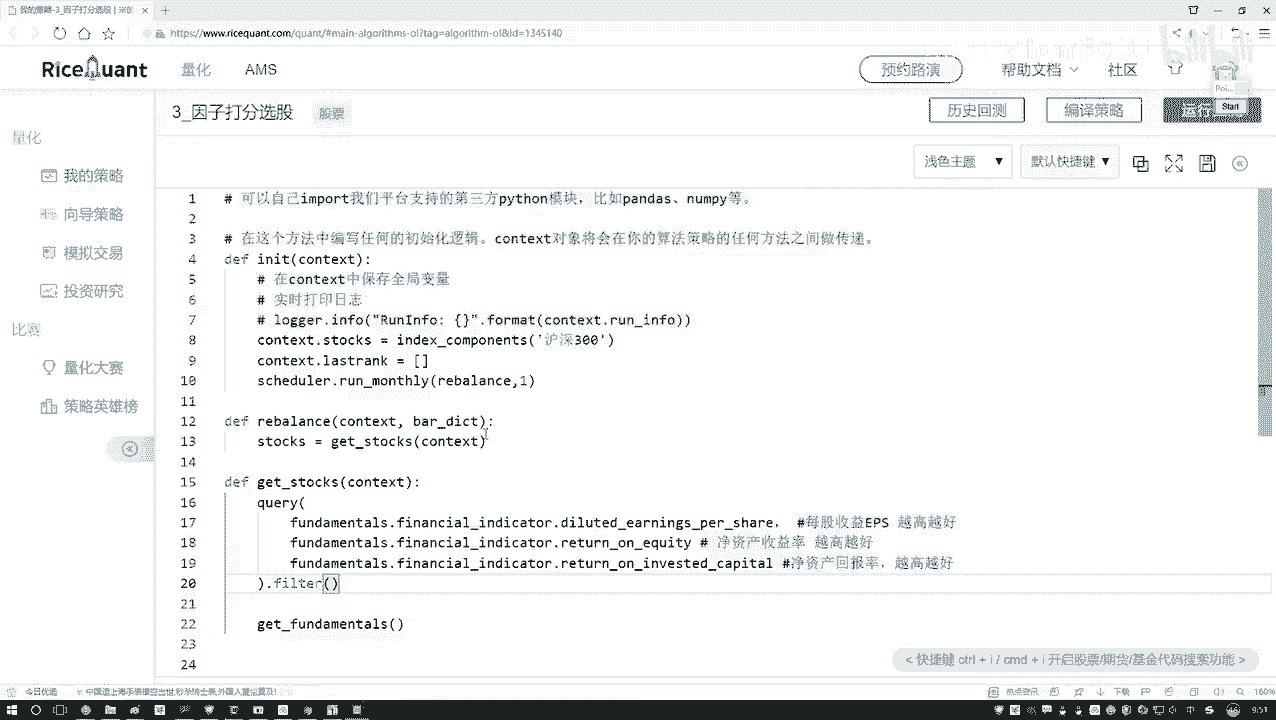 我的策略-3_因子打分选股 | 米
https://www.ricequant.com/quant/#main-algorithms-ol?tag=algorithm-ol&id=1345140
bilibili
RiceQuant 量化 AMS 预约路演 帮助文档 社区
Poi...
Start
3_因子打分选股 股票 历史回测 编译策略
量化
浅色主题 默认快捷键
我的策略
向导策略
模拟交易
投资研究
比赛
量化大赛
策略英雄榜
1 # 可以自己import我们平台支持的第三方python模块，比如pandas、numpy等。
2
3 # 在这个方法中编写任何的初始化逻辑。context对象将会在你的算法策略的任何方法之间做传递。
4 def init(context):
5 # 在context中保存全局变量
6 # 实时打印日志
7 # logger.info("RunInfo: {}".format(context.run_info))
8 context.stocks = index_components('沪深300')
9 context.lastrank = []
10 scheduler.run_monthly(rebalance,1)
11
12 def rebalance(context, bar_dict):
13 stocks = get_stocks(context)
14
15 def get_stocks(context):
16 query(
17 fundamentals.financial_indicator.diluted_earnings_per_share， #每股收益EPS 越高越好
18 fundamentals.financial_indicator.return_on_equity # 净资产收益率 越高越好
19 fundamentals.financial_indicator.return_on_invested_capital #净资产回报率，越高越好
20 ).filter()
21
22 get_fundamentals()
23
24
< 快捷键 ctrl + i / cmd + i 开启股票/期货/基金代码搜索功能 >
今日优选 热点资讯 下载 160%
中 9:51